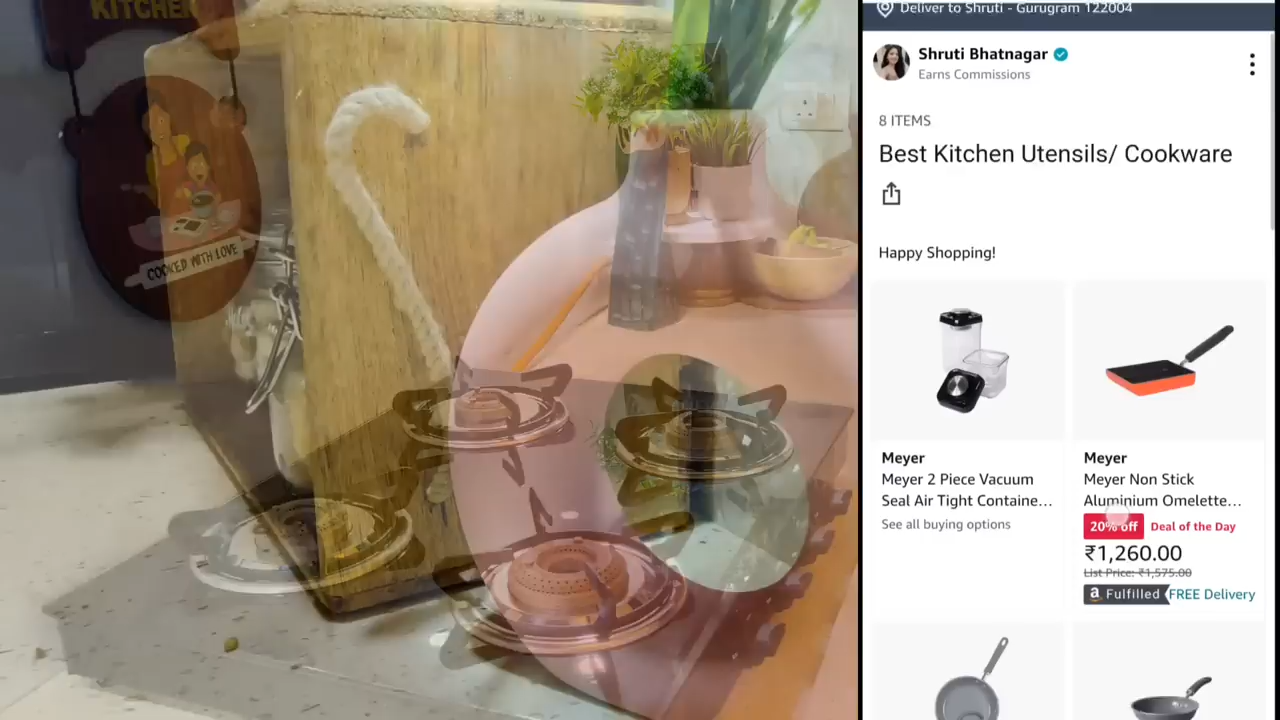 KITCHEN
COOKED WITH LOVE
Deliver to Shruti - Gurugram 122004
Shruti Bhatnagar
Earns Commissions
8 ITEMS
Best Kitchen Utensils/ Cookware
Happy Shopping!
Meyer
Meyer 2 Piece Vacuum
Seal Air Tight Containe...
See all buying options
Meyer
Meyer Non Stick
Aluminium Omelette...
20% off Deal of the Day
₹1,260.00
List Price: ₹1,575.00
a Fulfilled FREE Delivery